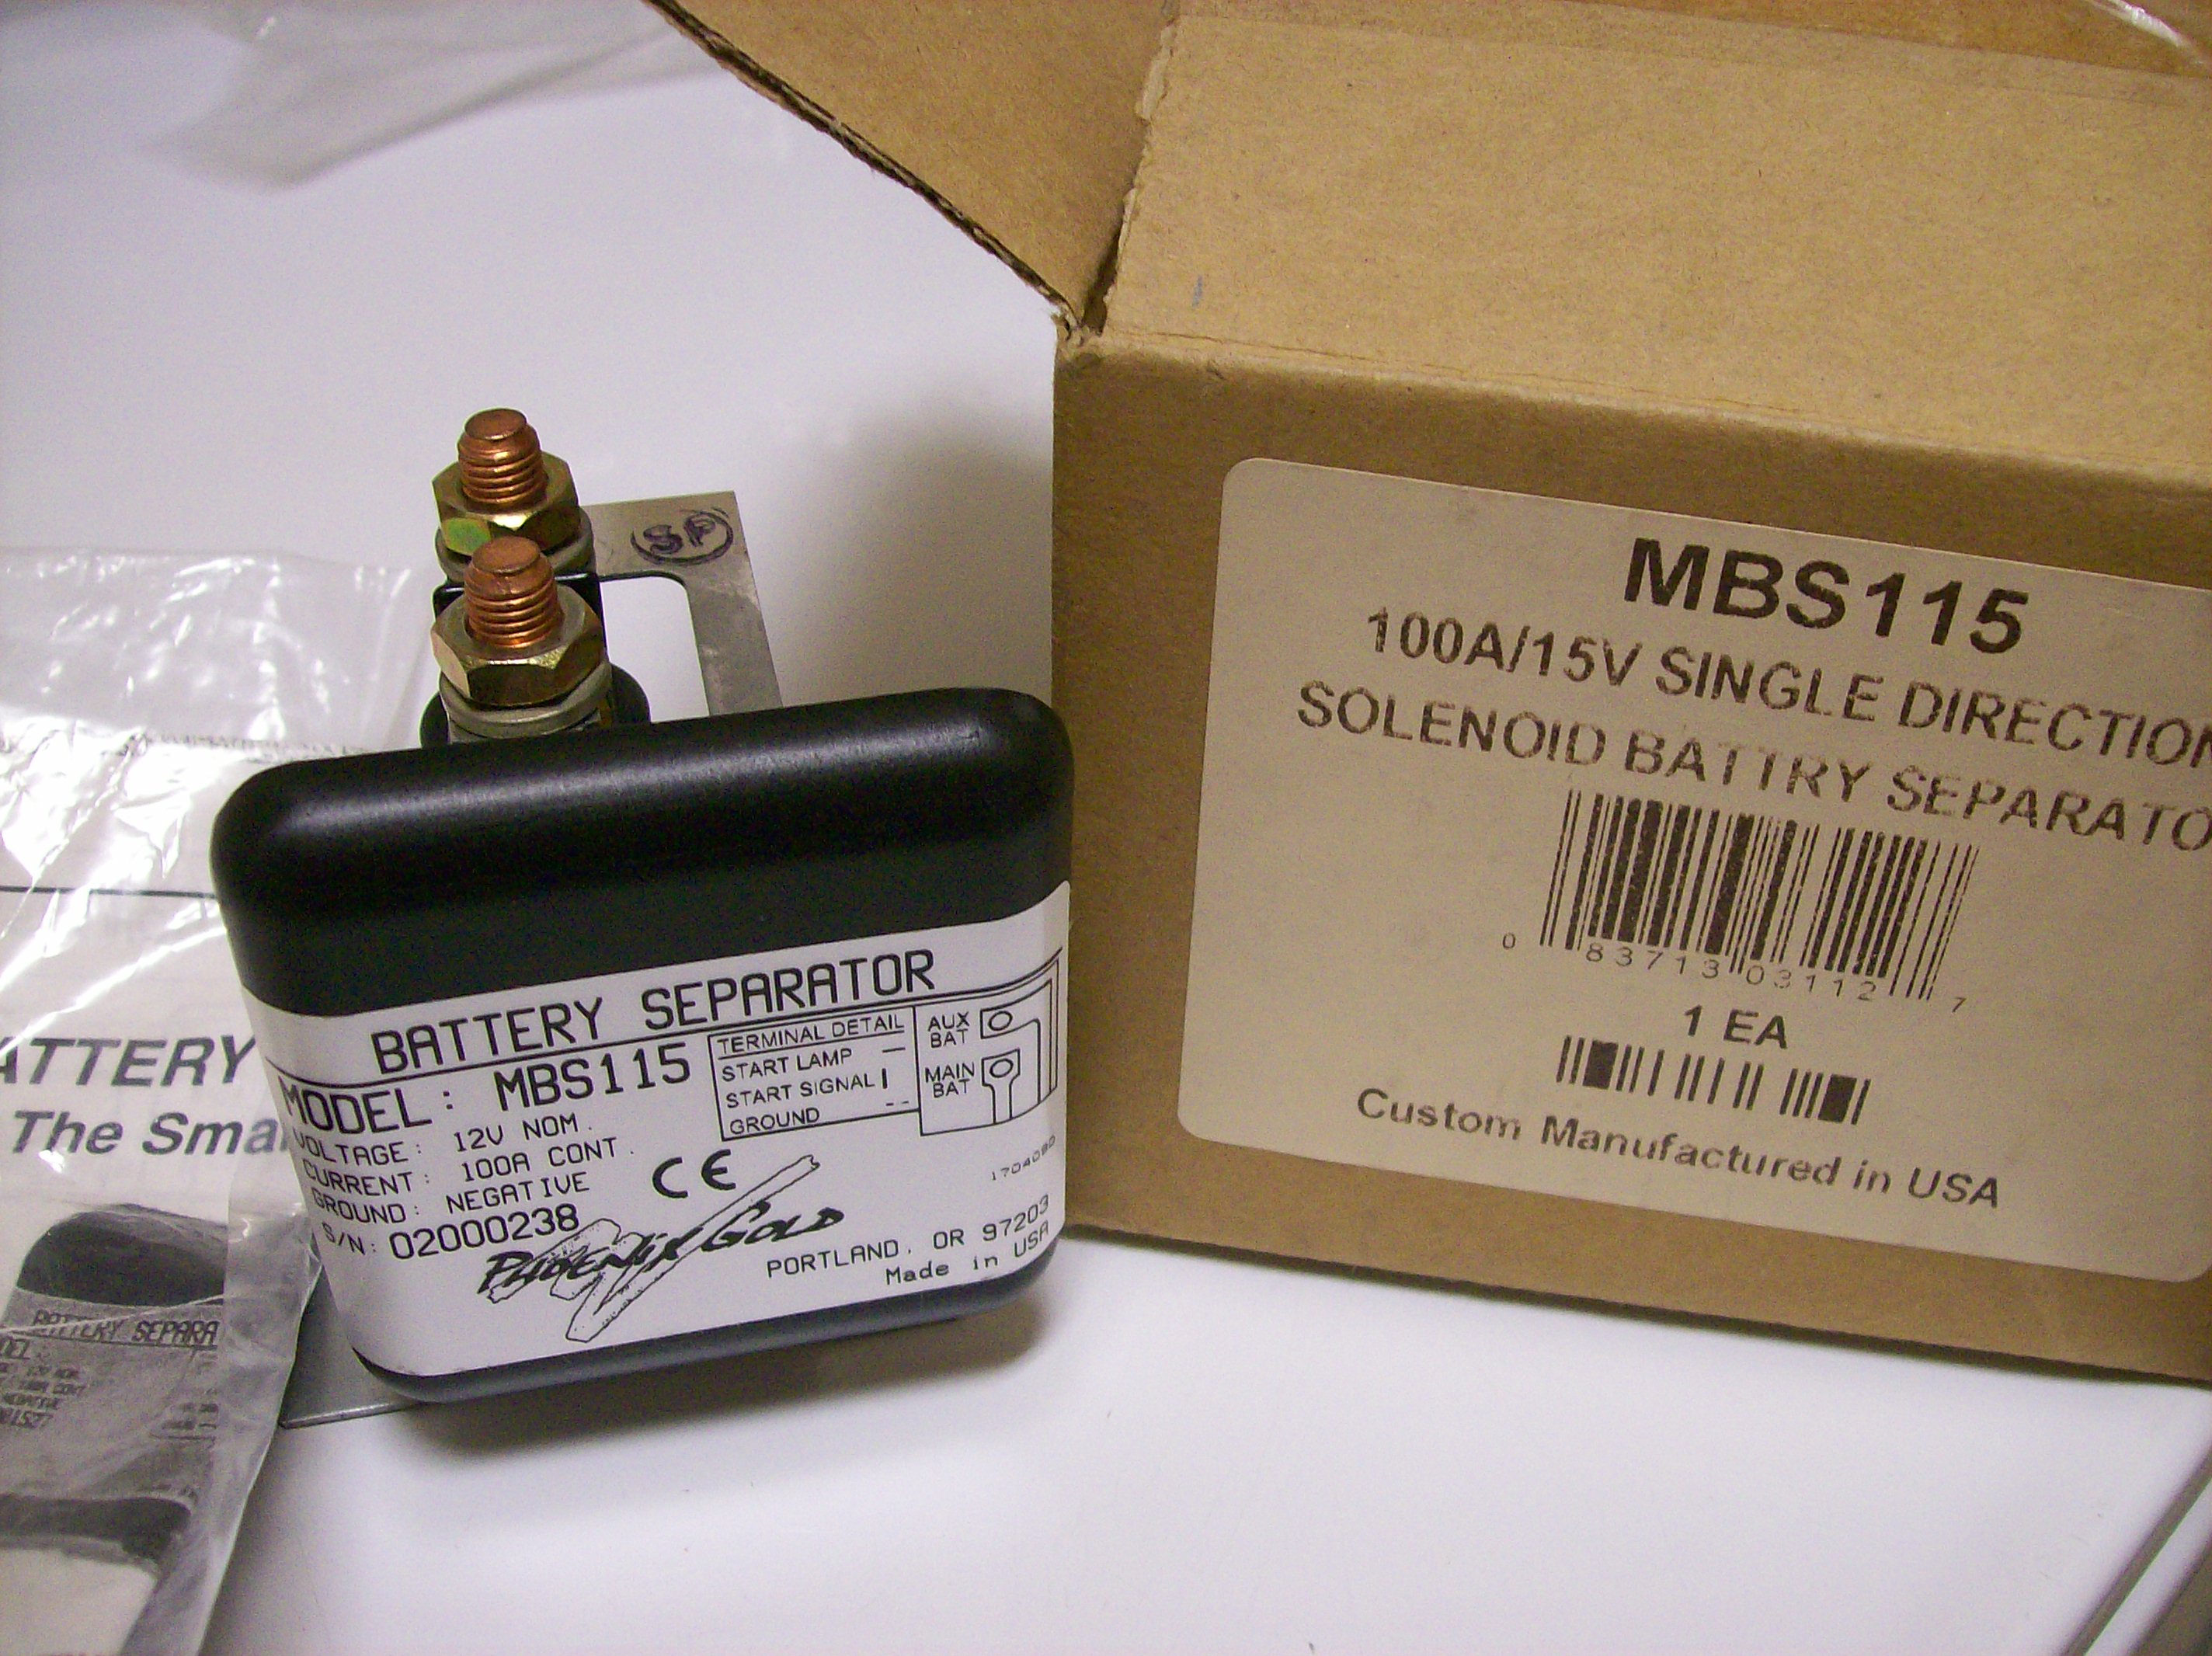 SP
BATTERY SEPARATOR
MODEL: MBS115
VOLTAGE: 12V NOM.
CURRENT: 100A CONT.
GROUND: NEGATIVE
S/N: 02000238
TERMINAL DETAIL
START LAMP —
START SIGNAL |
GROUND --
AUX
BAT
MAIN
BAT
CE
PHOENIX GOLD
PORTLAND, OR 97203
Made in USA
MBS115
100A/15V SINGLE DIRECTION
SOLENOID BATTRY SEPARATO
0 83713 03112 7
1 EA
Custom Manufactured in USA
ATTERY
The Sma
BATTERY SEPARA